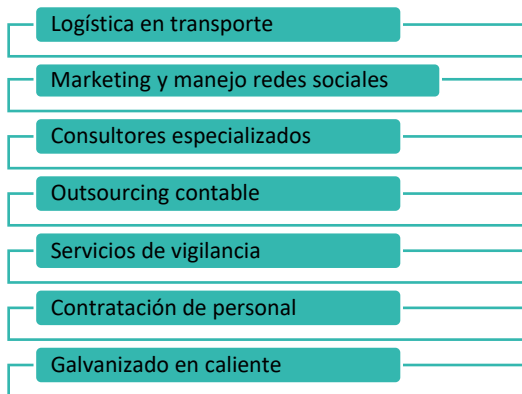 Logística en transporte
Marketing y manejo redes sociales
Consultores especializados
Outsourcing contable
Servicios de vigilancia
Contratación de personal
Galvanizado en caliente